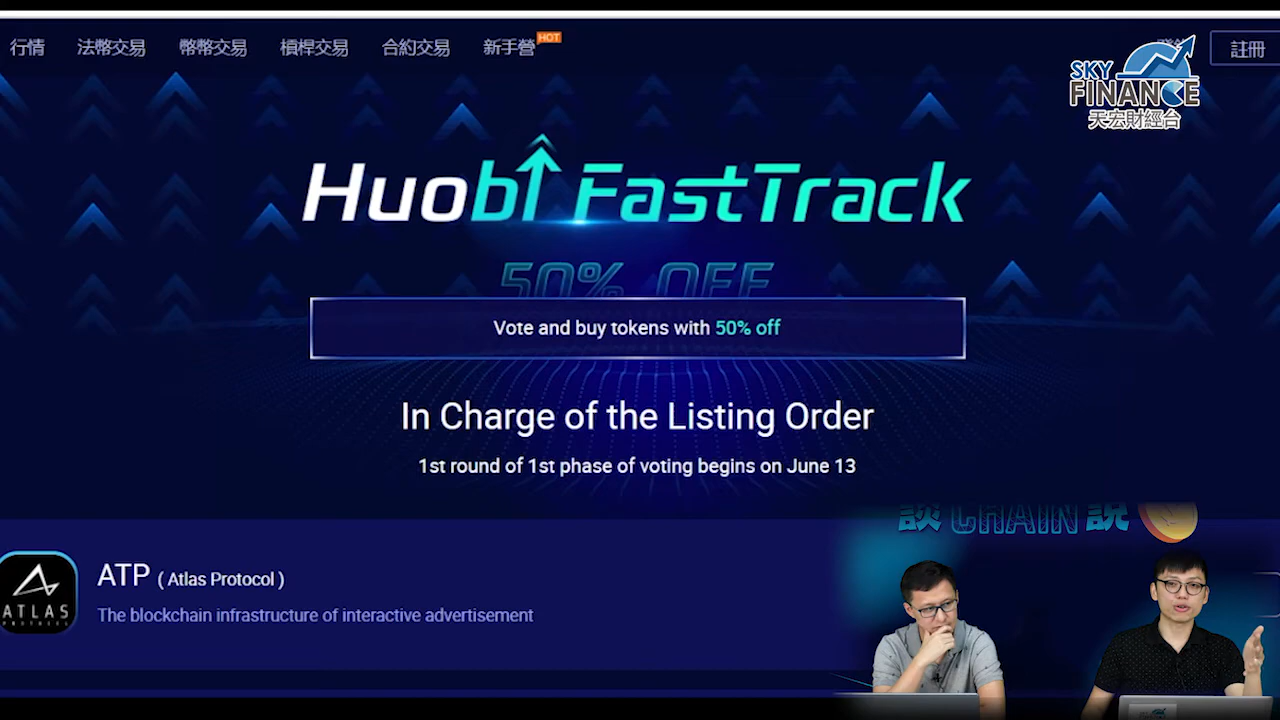 行情 法幣交易 幣幣交易 槓桿交易 合約交易 新手營 HOT 註冊
SKY
FINANCE
天宏財經台
Huobi FastTrack
50% OFF
Vote and buy tokens with 50% off
In Charge of the Listing Order
1st round of 1st phase of voting begins on June 13
談 CHAIN 說
ATP ( Atlas Protocol )
The blockchain infrastructure of interactive advertisement
ATLAS